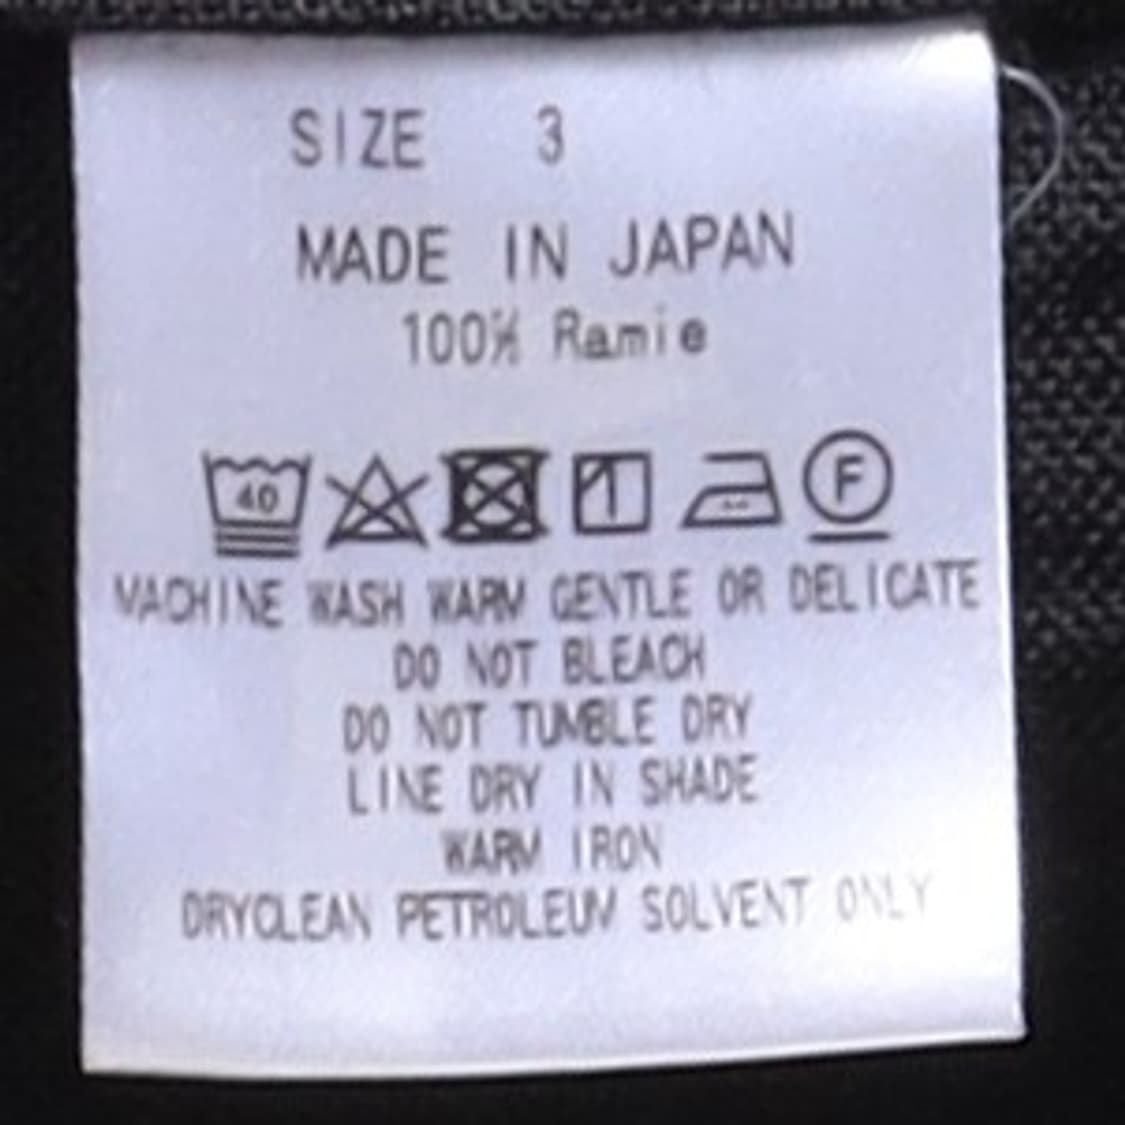 SIZE 3
MADE IN JAPAN
100% Ramie
40 F
MACHINE WASH WARM GENTLE OR DELICATE
DO NOT BLEACH
DO NOT TUMBLE DRY
LINE DRY IN SHADE
WARM IRON
DRYCLEAN PETROLEUM SOLVENT ONLY